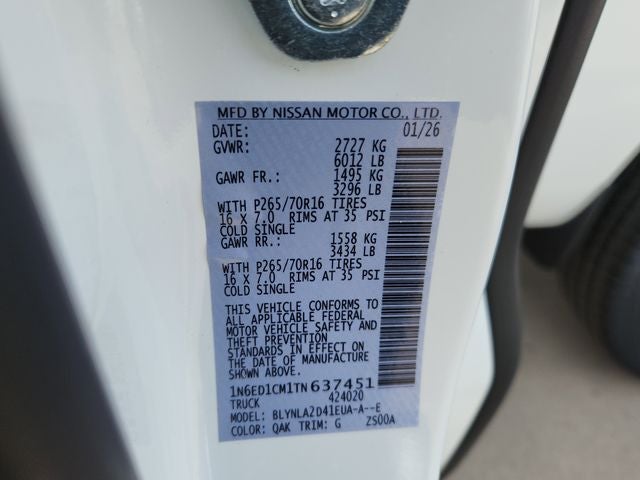 MFD BY NISSAN MOTOR CO., LTD.
DATE: 01/26
GVWR: 2727 KG
6012 LB
GAWR FR.: 1495 KG
3296 LB
WITH P265/70R16 TIRES
16 X 7.0 RIMS AT 35 PSI
COLD SINGLE
GAWR RR.: 1558 KG
3434 LB
WITH P265/70R16 TIRES
16 X 7.0 RIMS AT 35 PSI
COLD SINGLE
THIS VEHICLE CONFORMS TO
ALL APPLICABLE FEDERAL
MOTOR VEHICLE SAFETY AND
THEFT PREVENTION
STANDARDS IN EFFECT ON
THE DATE OF MANUFACTURE
SHOWN ABOVE.
1N6ED1CM1TN637451
TRUCK 424020
MODEL: BLYNLA2D41EUA-A--E
COLOR: QAK TRIM: G ZS00A